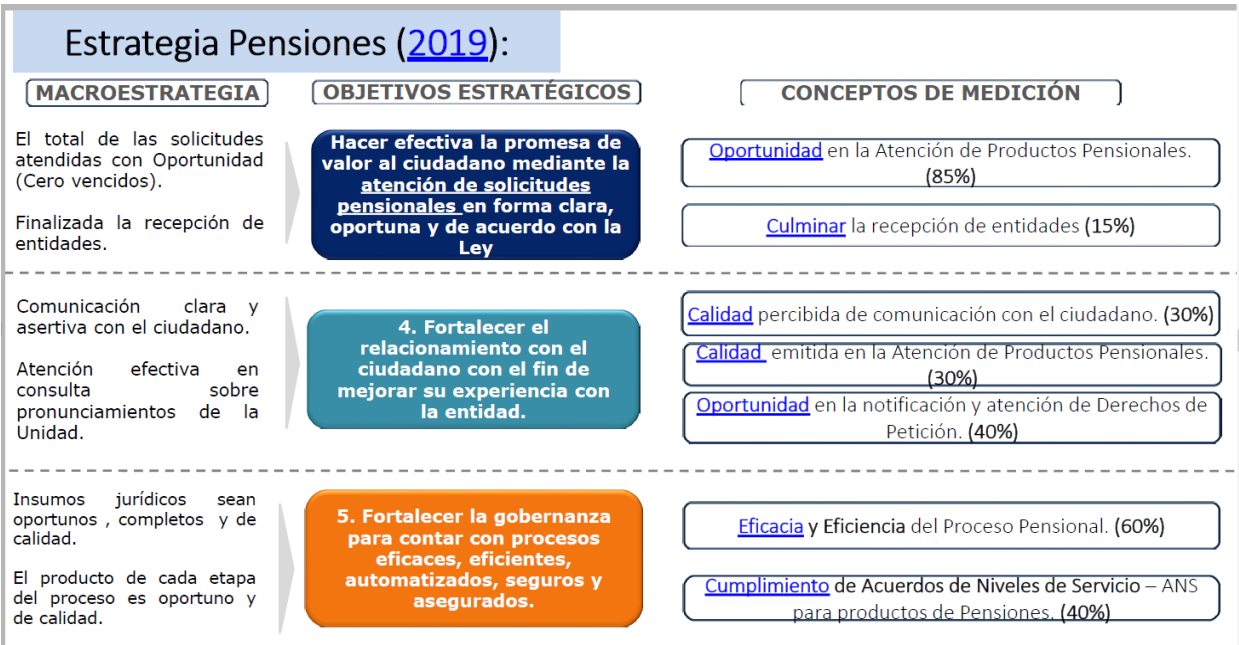 Estrategia Pensiones (2019):
MACROESTRATEGIA
OBJETIVOS ESTRATÉGICOS
CONCEPTOS DE MEDICIÓN
El total de las solicitudes
atendidas con Oportunidad
(Cero vencidos).
Finalizada la recepción de
entidades.
Hacer efectiva la promesa de
valor al ciudadano mediante la
atención de solicitudes
pensionales en forma clara,
oportuna y de acuerdo con la
Ley
Oportunidad en la Atención de Productos Pensionales.
(85%)
Culminar la recepción de entidades (15%)
Comunicación clara y
asertiva con el ciudadano.
Atención efectiva en
consulta sobre
pronunciamientos de la
Unidad.
4. Fortalecer el
relacionamiento con el
ciudadano con el fin de
mejorar su experiencia con
la entidad.
Calidad percibida de comunicación con el ciudadano. (30%)
Calidad emitida en la Atención de Productos Pensionales.
(30%)
Oportunidad en la notificación y atención de Derechos de
Petición. (40%)
Insumos jurídicos sean
oportunos , completos y de
calidad.
El producto de cada etapa
del proceso es oportuno y
de calidad.
5. Fortalecer la gobernanza
para contar con procesos
eficaces, eficientes,
automatizados, seguros y
asegurados.
Eficacia y Eficiencia del Proceso Pensional. (60%)
Cumplimiento de Acuerdos de Niveles de Servicio – ANS
para productos de Pensiones. (40%)